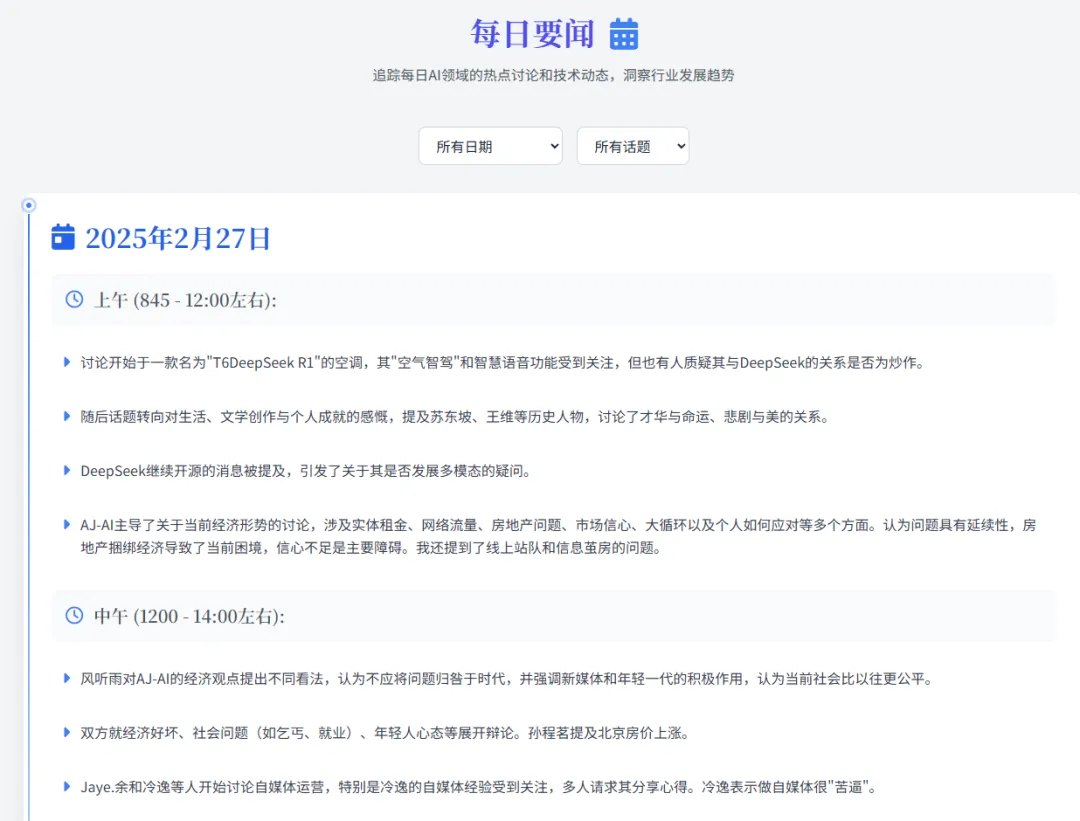 每日要闻
追踪每日AI领域的热点讨论和技术动态，洞察行业发展趋势
所有日期 所有话题
2025年2月27日
上午 (845 - 12:00左右):
讨论开始于一款名为"T6DeepSeek R1"的空调，其"空气智驾"和智慧语音功能受到关注，但也有人质疑其与DeepSeek的关系是否为炒作。
随后话题转向对生活、文学创作与个人成就的感慨，提及苏东坡、王维等历史人物，讨论了才华与命运、悲剧与美的关系。
DeepSeek继续开源的消息被提及，引发了关于其是否发展多模态的疑问。
AJ-AI主导了关于当前经济形势的讨论，涉及实体租金、网络流量、房地产问题、市场信心、大循环以及个人如何应对等多个方面。认为问题具有延续性，房
地产捆绑经济导致了当前困境，信心不足是主要障碍。我还提到了线上站队和信息茧房的问题。
中午 (1200 - 14:00左右):
风听雨对AJ-AI的经济观点提出不同看法，认为不应将问题归咎于时代，并强调新媒体和年轻一代的积极作用，认为当前社会比以往更公平。
双方就经济好坏、社会问题（如乞丐、就业）、年轻人心态等展开辩论。孙程茗提及北京房价上涨。
Jaye.余和冷逸等人开始讨论自媒体运营，特别是冷逸的自媒体经验受到关注，多人请求其分享心得。冷逸表示做自媒体很"苦逼"。